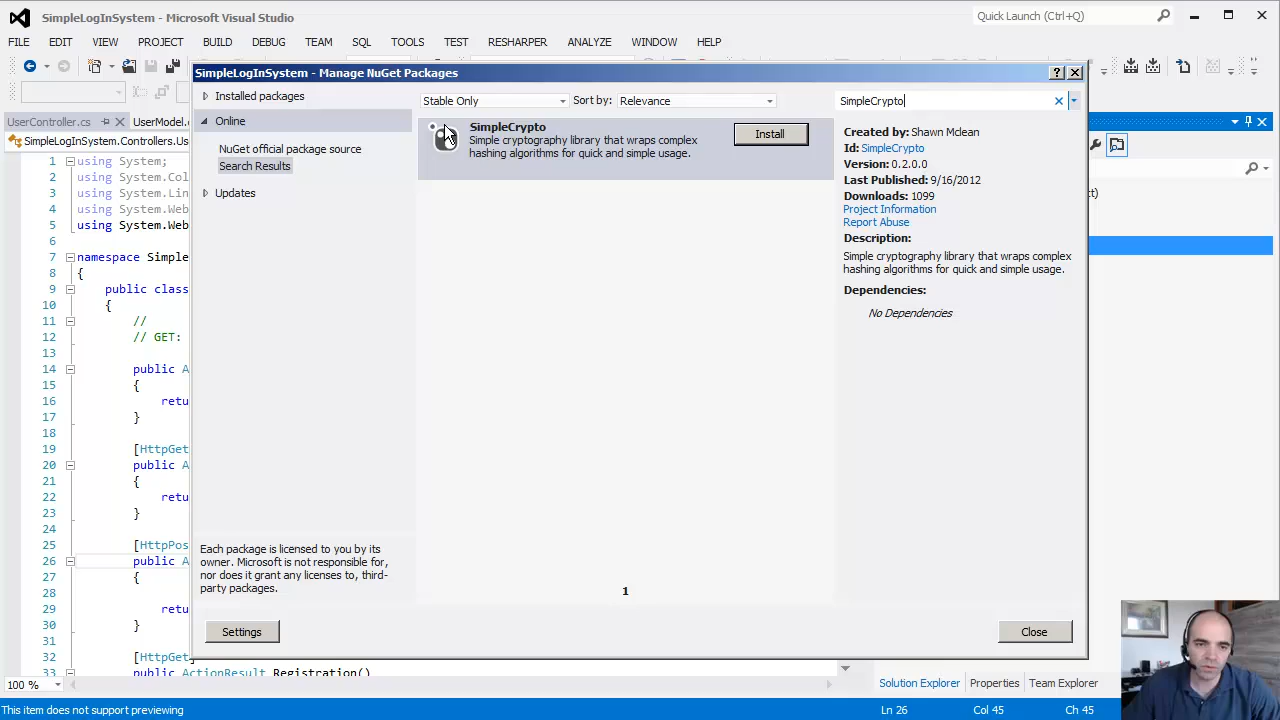 SimpleLogInSystem - Microsoft Visual Studio
Quick Launch (Ctrl+Q)
FILE EDIT VIEW PROJECT BUILD DEBUG TEAM SQL TOOLS TEST RESHARPER ANALYZE WINDOW HELP
SimpleLogInSystem - Manage NuGet Packages
Installed packages
Online
NuGet official package source
Search Results
Updates
Each package is licensed to you by its
owner. Microsoft is not responsible for,
nor does it grant any licenses to, third-
party packages.
Settings
Stable Only
Sort by: Relevance
SimpleCrypto
Simple cryptography library that wraps complex
hashing algorithms for quick and simple usage.
Install
1
SimpleCrypto
Created by: Shawn Mclean
Id: SimpleCrypto
Version: 0.2.0.0
Last Published: 9/16/2012
Downloads: 1099
Project Information
Report Abuse
Description:
Simple cryptography library that wraps complex
hashing algorithms for quick and simple usage.
Dependencies:
No Dependencies
Close
UserController.cs
UserModel.
SimpleLogInSystem.Controllers.Us
1 using System;
2 using System.Col
3 using System.Lin
4 using System.Web
5 using System.Web
6
7 namespace Simple
8 {
9 public class
10 {
11 //
12 // GET:
13
14 public A
15 {
16 retu
17 }
18
19 [HttpGet
20 public A
21 {
22 retu
23 }
24
25 [HttpPos
26 public A
27 {
28
29 retu
30 }
31
32 [HttpGet]
33 public ActionResult Registration()
100 %
ct)
Solution Explorer Properties Team Explorer
This item does not support previewing
Ln 26 Col 45 Ch 45